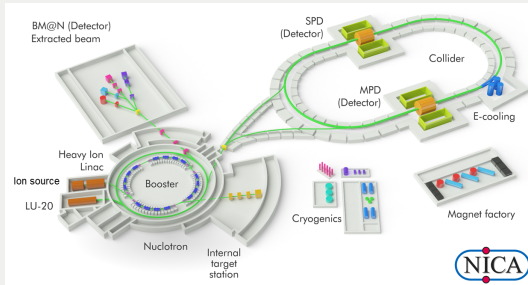 BM@N (Detector)
Extracted beam
SPD
(Detector)
Collider
MPD
(Detector)
E-cooling
Heavy Ion
Linac
Ion source
LU-20
Booster
Nuclotron
Internal
target
station
Cryogenics
Magnet factory
NICA